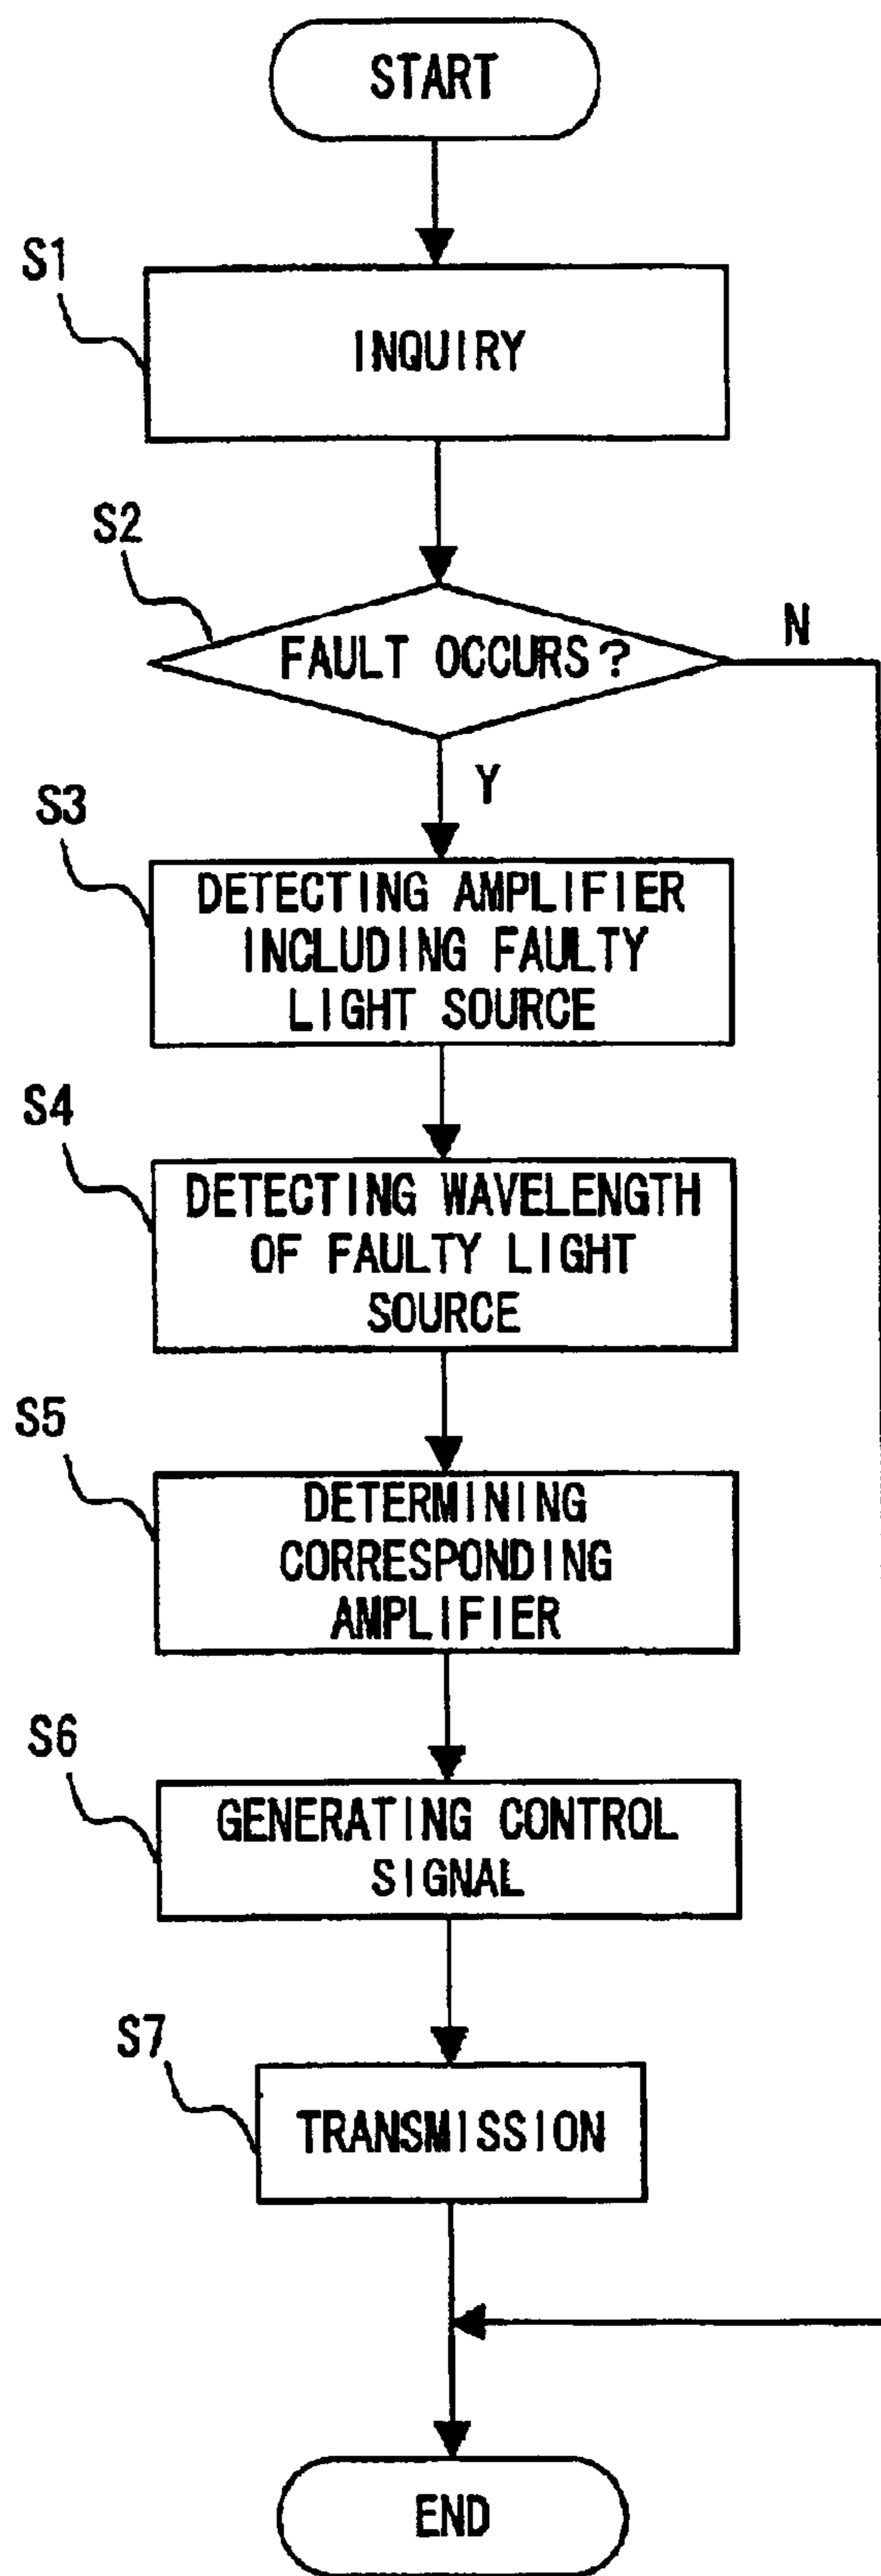 START
S1
INQUIRY
S2
FAULT OCCURS?
N
Y
S3
DETECTING AMPLIFIER
INCLUDING FAULTY
LIGHT SOURCE
S4
DETECTING WAVELENGTH
OF FAULTY LIGHT
SOURCE
S5
DETERMINING
CORRESPONDING
AMPLIFIER
S6
GENERATING CONTROL
SIGNAL
S7
TRANSMISSION
END